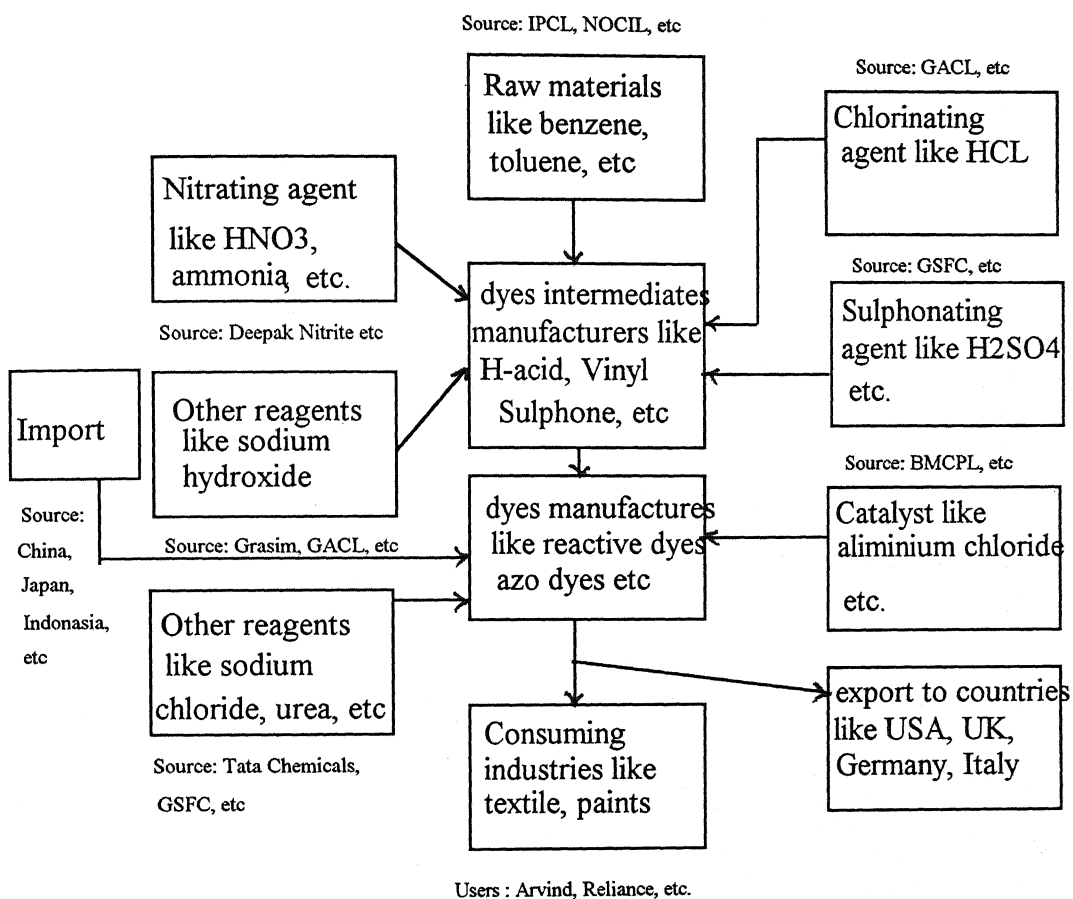 Source: IPCL, NOCIL, etc
Raw materials
like benzene,
toluene, etc
Source: GACL, etc
Chlorinating
agent like HCL
Nitrating agent
like HNO3,
ammonia, etc.
Source: Deepak Nitrite etc
dyes intermediates
manufacturers like
H-acid, Vinyl
Sulphone, etc
Source: GSFC, etc
Sulphonating
agent like H2SO4
etc.
Import
Source:
China,
Japan,
Indonasia,
etc
Other reagents
like sodium
hydroxide
Source: Grasim, GACL, etc
dyes manufactures
like reactive dyes
azo dyes etc
Source: BMCPL, etc
Catalyst like
aliminium chloride
etc.
Other reagents
like sodium
chloride, urea, etc
Source: Tata Chemicals,
GSFC, etc
Consuming
industries like
textile, paints
Users : Arvind, Reliance, etc.
export to countries
like USA, UK,
Germany, Italy